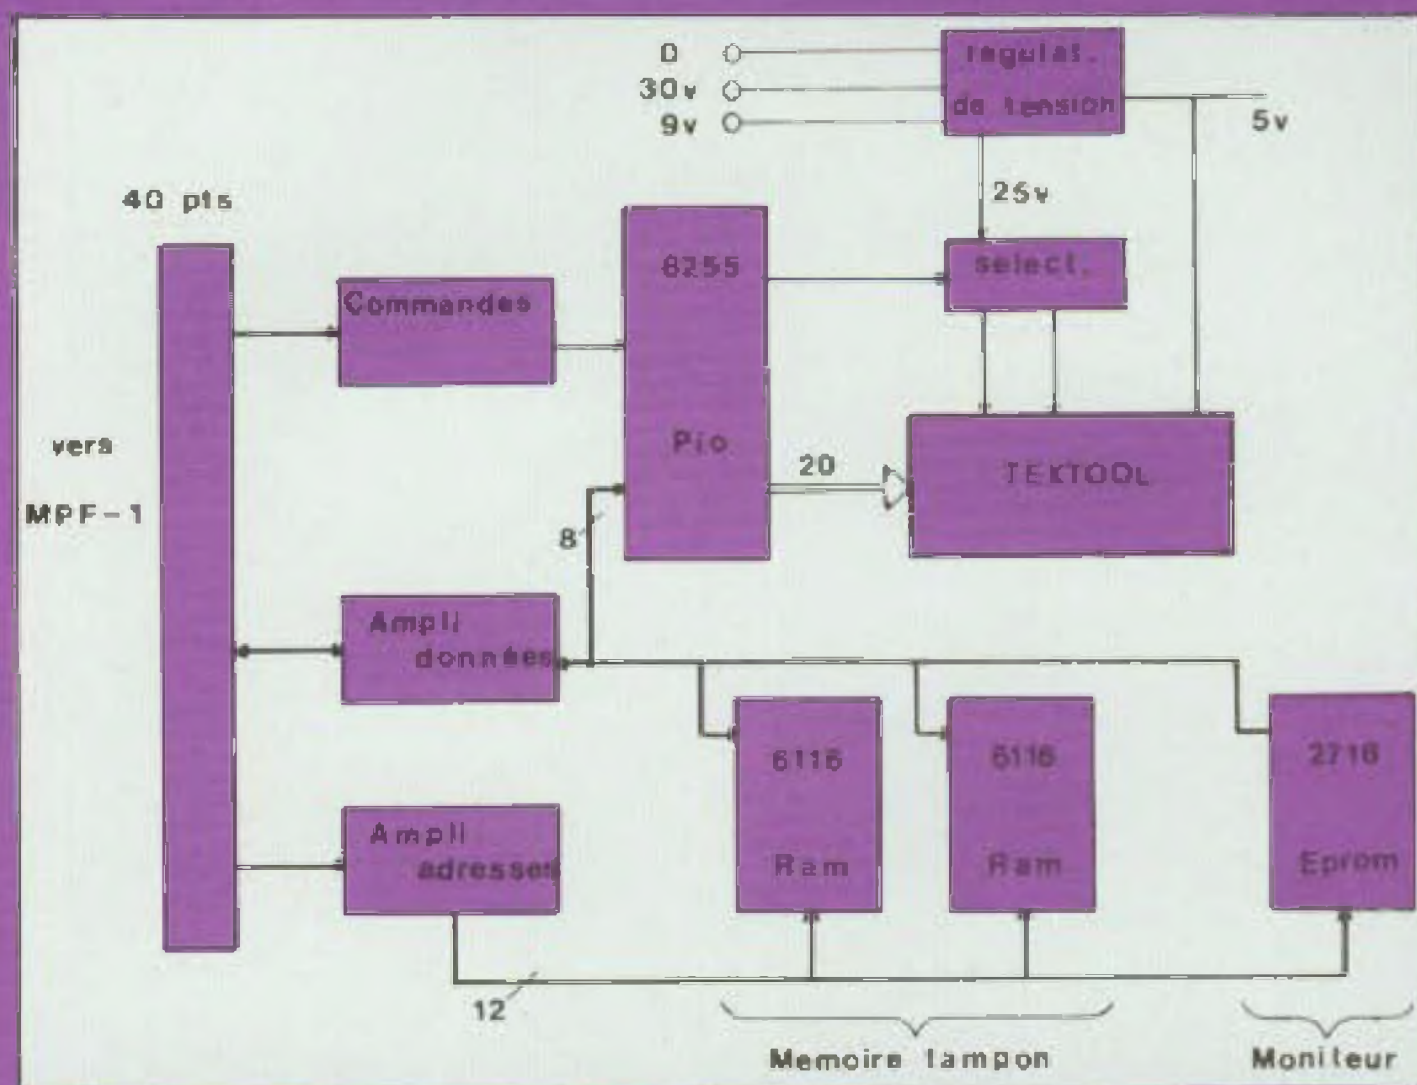 0
30v
9v
regulat.
de tension
5v
25v
40 pts
8255
Pio
select.
Commandes
vers
MPF-1
20
TEKTOOL
8
Ampli
données
6116
Ram
6116
Ram
2716
Eprom
Ampli
adresses
12
Memoire tampon
Moniteur